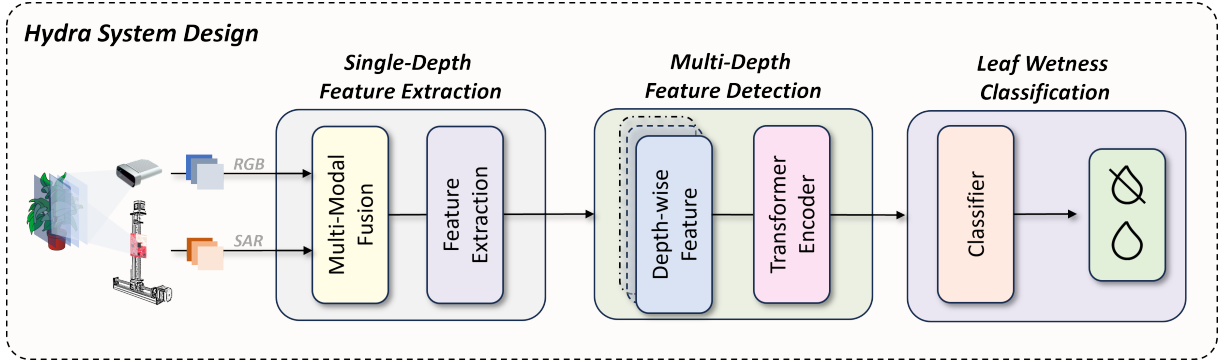 Hydra System Design
Single-Depth
Feature Extraction
Multi-Depth
Feature Detection
Leaf Wetness
Classification
RGB
SAR
Multi-Modal
Fusion
Feature
Extraction
Depth-wise
Feature
Transformer
Encoder
Classifier